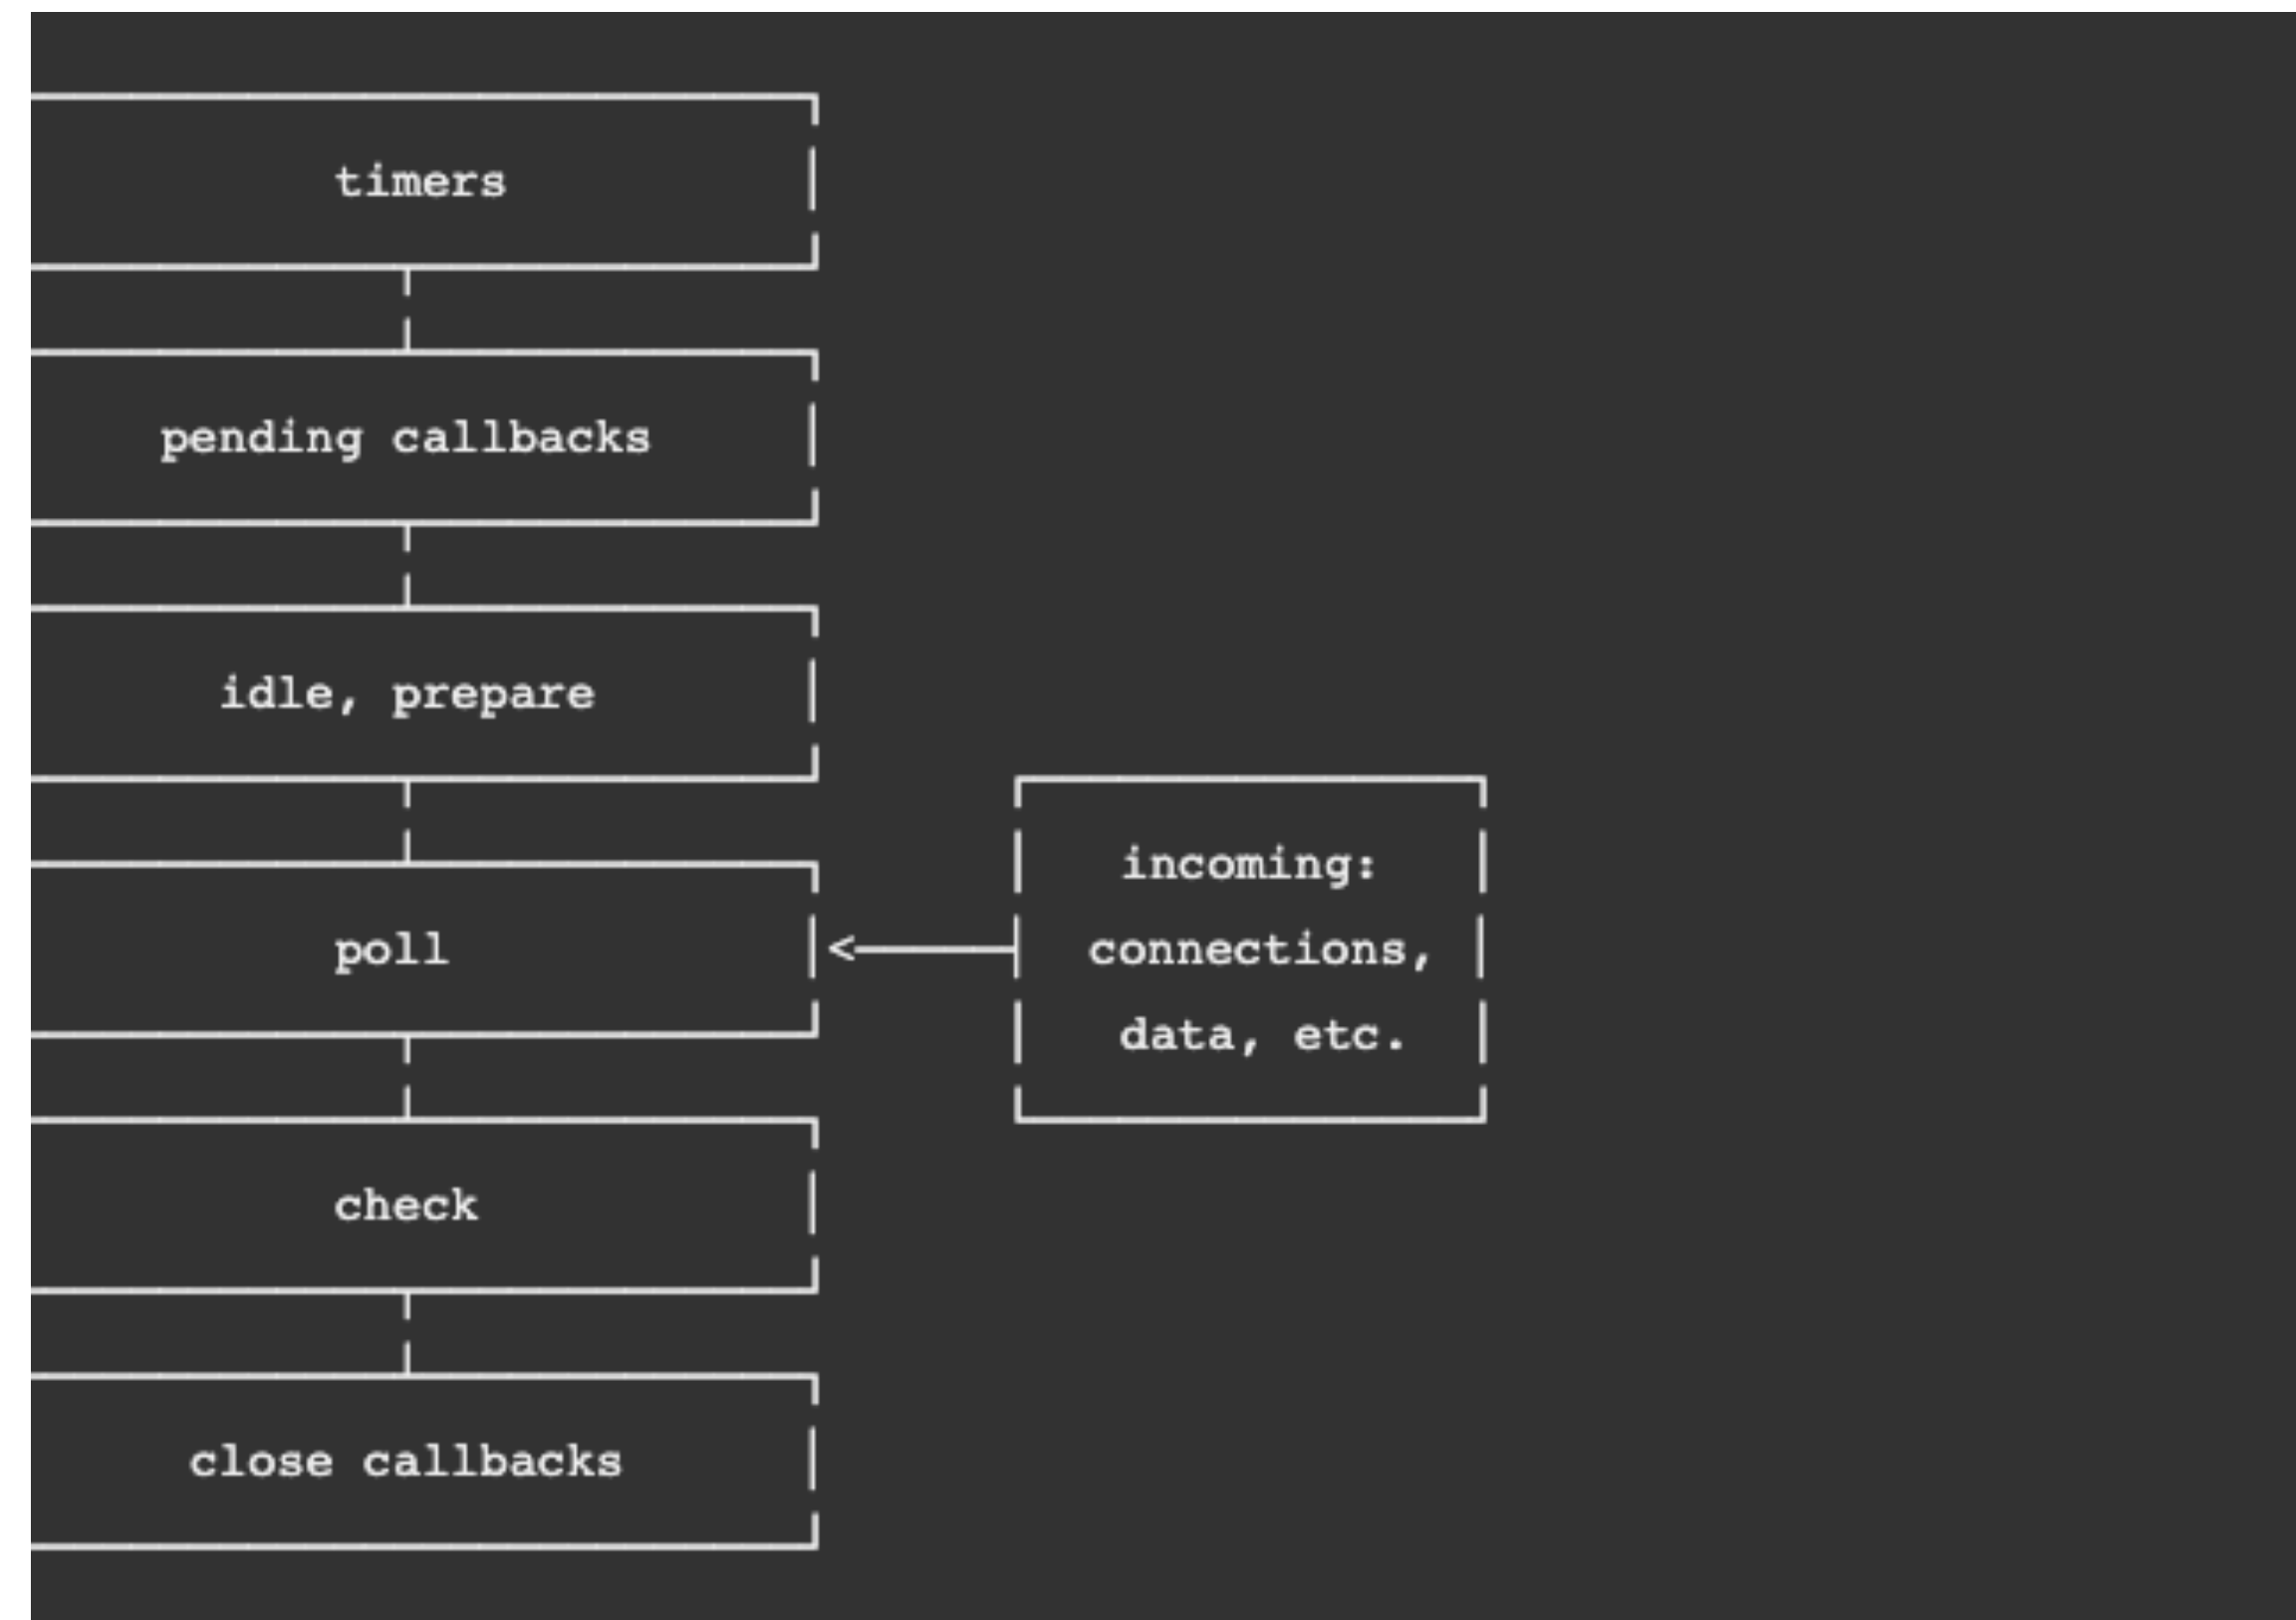 timers
pending callbacks
idle, prepare
poll
incoming:
connections,
data, etc.
check
close callbacks